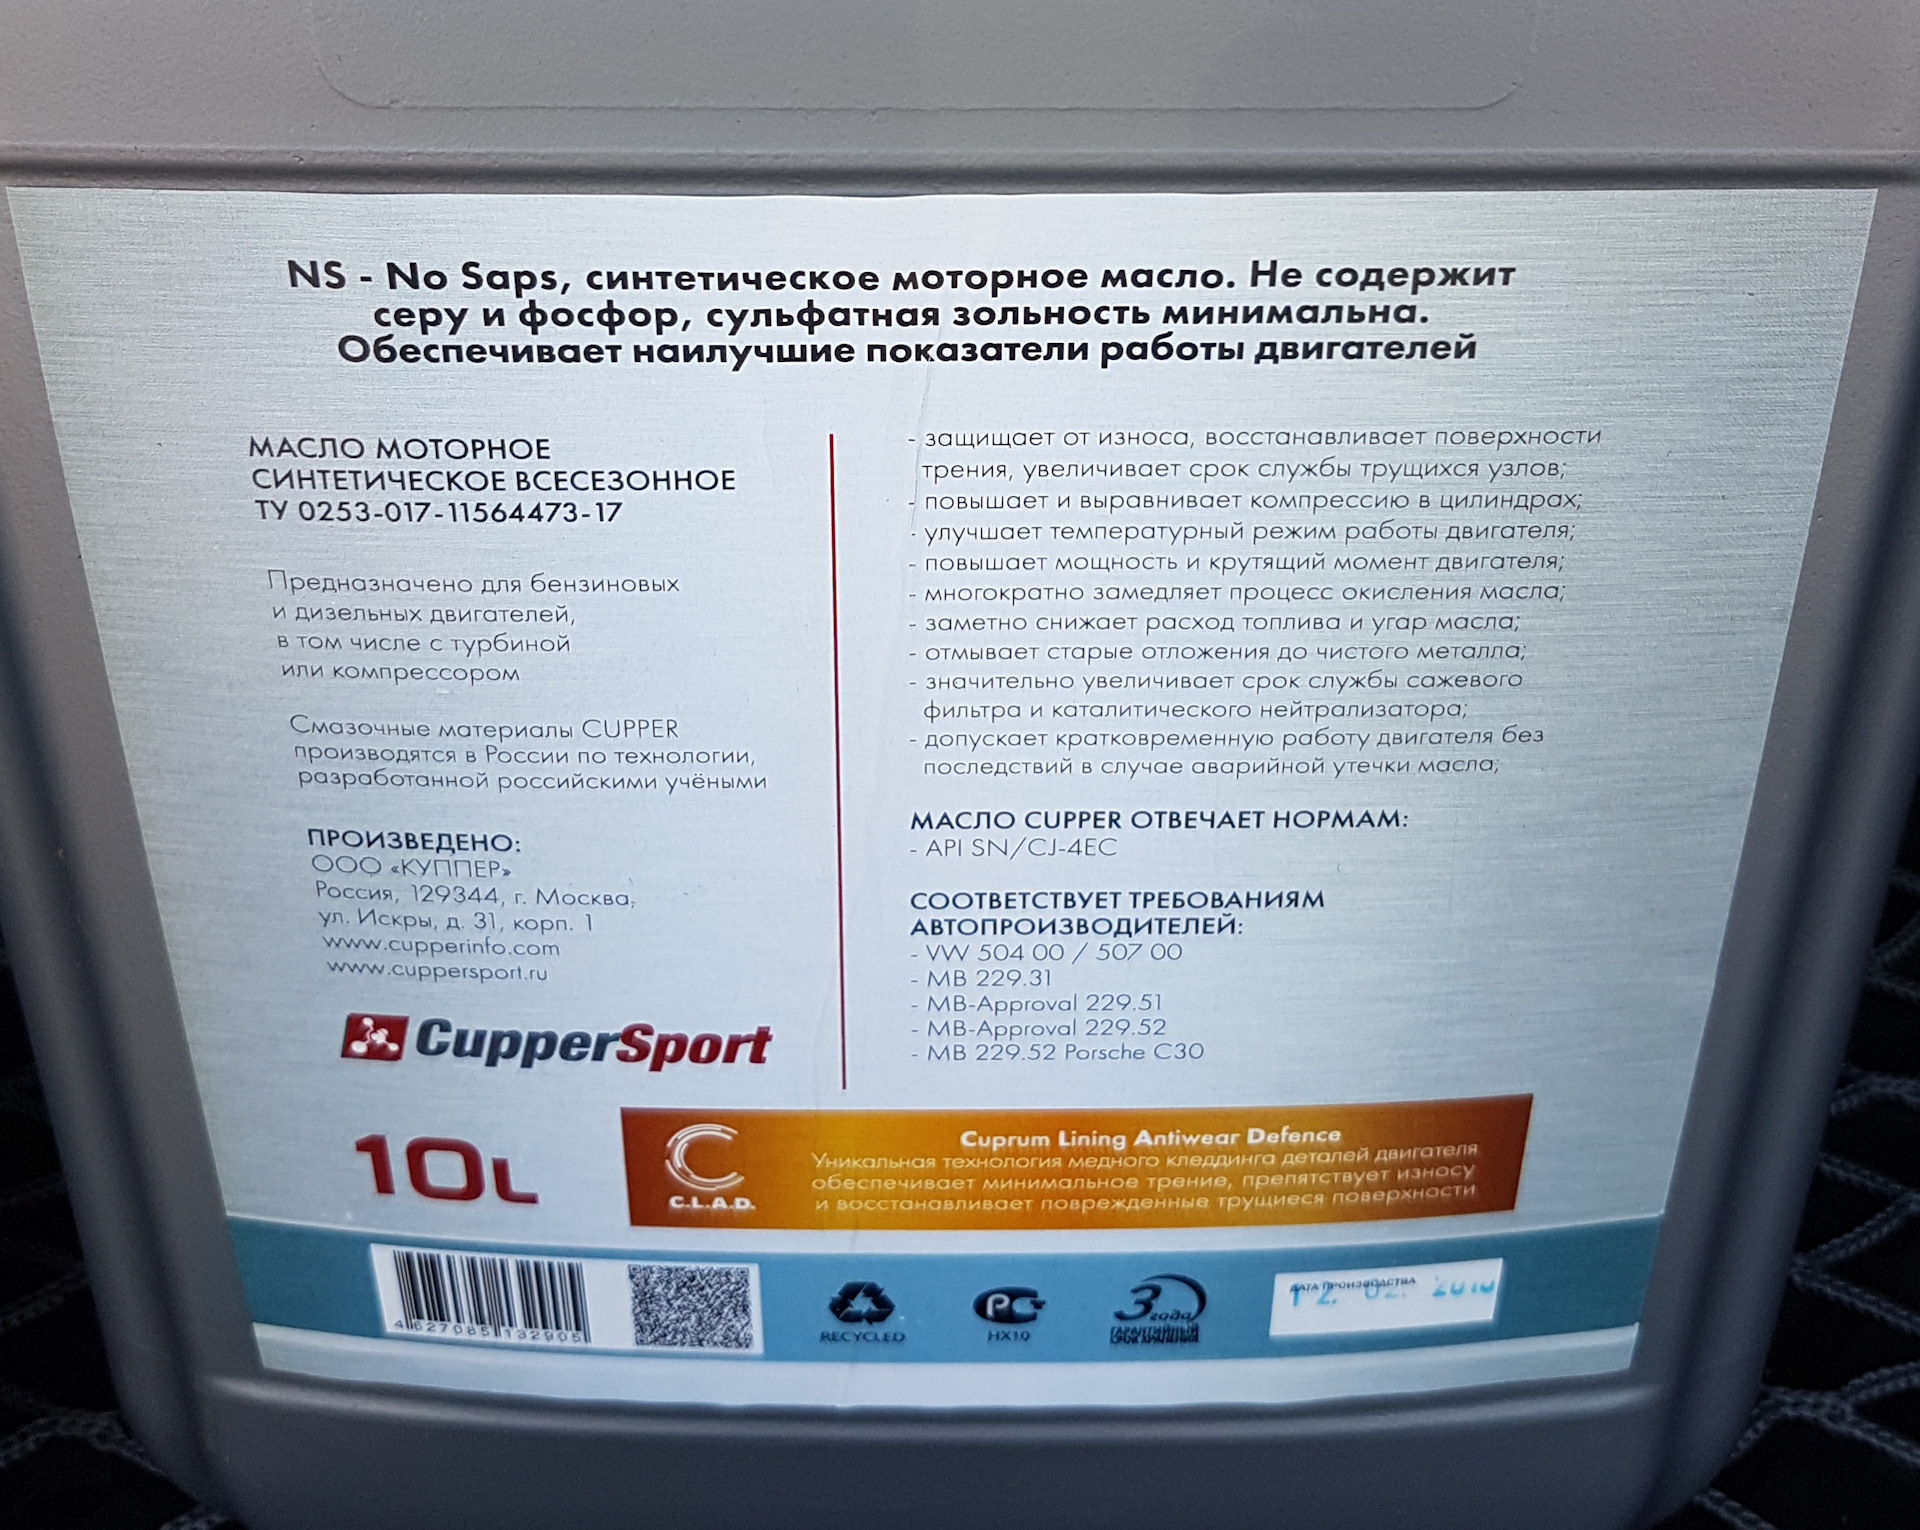 NS - No Saps, синтетическое моторное масло. Не содержит
серу и фосфор, сульфатная зольность минимальна.
Обеспечивает наилучшие показатели работы двигателей
МАСЛО МОТОРНОЕ
СИНТЕТИЧЕСКОЕ ВСЕСЕЗОННОЕ
ТУ 0253-017-11564473-17
Предназначено для бензиновых
и дизельных двигателей,
в том числе с турбиной
или компрессором
Смазочные материалы CUPPER
производятся в России по технологии,
разработанной российскими учёными
ПРОИЗВЕДЕНО:
ООО «КУППЕР»
Россия, 129344, г. Москва,
ул. Искры, д. 31, корп. 1
www.cupperinfo.com
www.cuppersport.ru
CupperSport
10L
- защищает от износа, восстанавливает поверхности
трения, увеличивает срок службы трущихся узлов;
- повышает и выравнивает компрессию в цилиндрах;
- улучшает температурный режим работы двигателя;
- повышает мощность и крутящий момент двигателя;
- многократно замедляет процесс окисления масла;
- заметно снижает расход топлива и угар масла;
- отмывает старые отложения до чистого металла;
- значительно увеличивает срок службы сажевого
фильтра и каталитического нейтрализатора;
- допускает кратковременную работу двигателя без
последствий в случае аварийной утечки масла;
МАСЛО CUPPER ОТВЕЧАЕТ НОРМАМ:
- API SN/CJ-4EC
СООТВЕТСТВУЕТ ТРЕБОВАНИЯМ
АВТОПРОИЗВОДИТЕЛЕЙ:
- VW 504 00 / 507 00
- MB 229.31
- MB-Approval 229.51
- MB-Approval 229.52
- MB 229.52 Porsche C30
C.L.A.D.
Cuprum Lining Antiwear Defence
Уникальная технология медного кледдинга деталей двигателя
обеспечивает минимальное трение, препятствует износу
и восстанавливает поврежденные трущиеся поверхности
4627085132905
RECYCLED
РС
НХ10
3 года
ГАРАНТИЙНЫЙ
СРОК ХРАНЕНИЯ
ДАТА ПРОИЗВОДСТВА
12. 02.